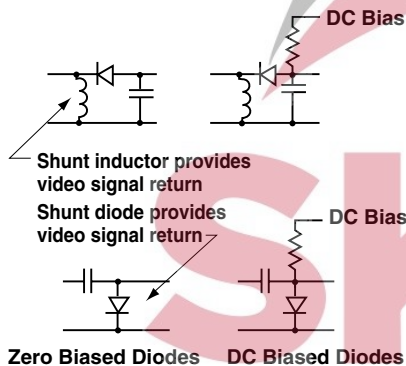 DC Bias
Shunt inductor provides
video signal return
Shunt diode provides
video signal return
DC Bias
Zero Biased Diodes
DC Biased Diodes